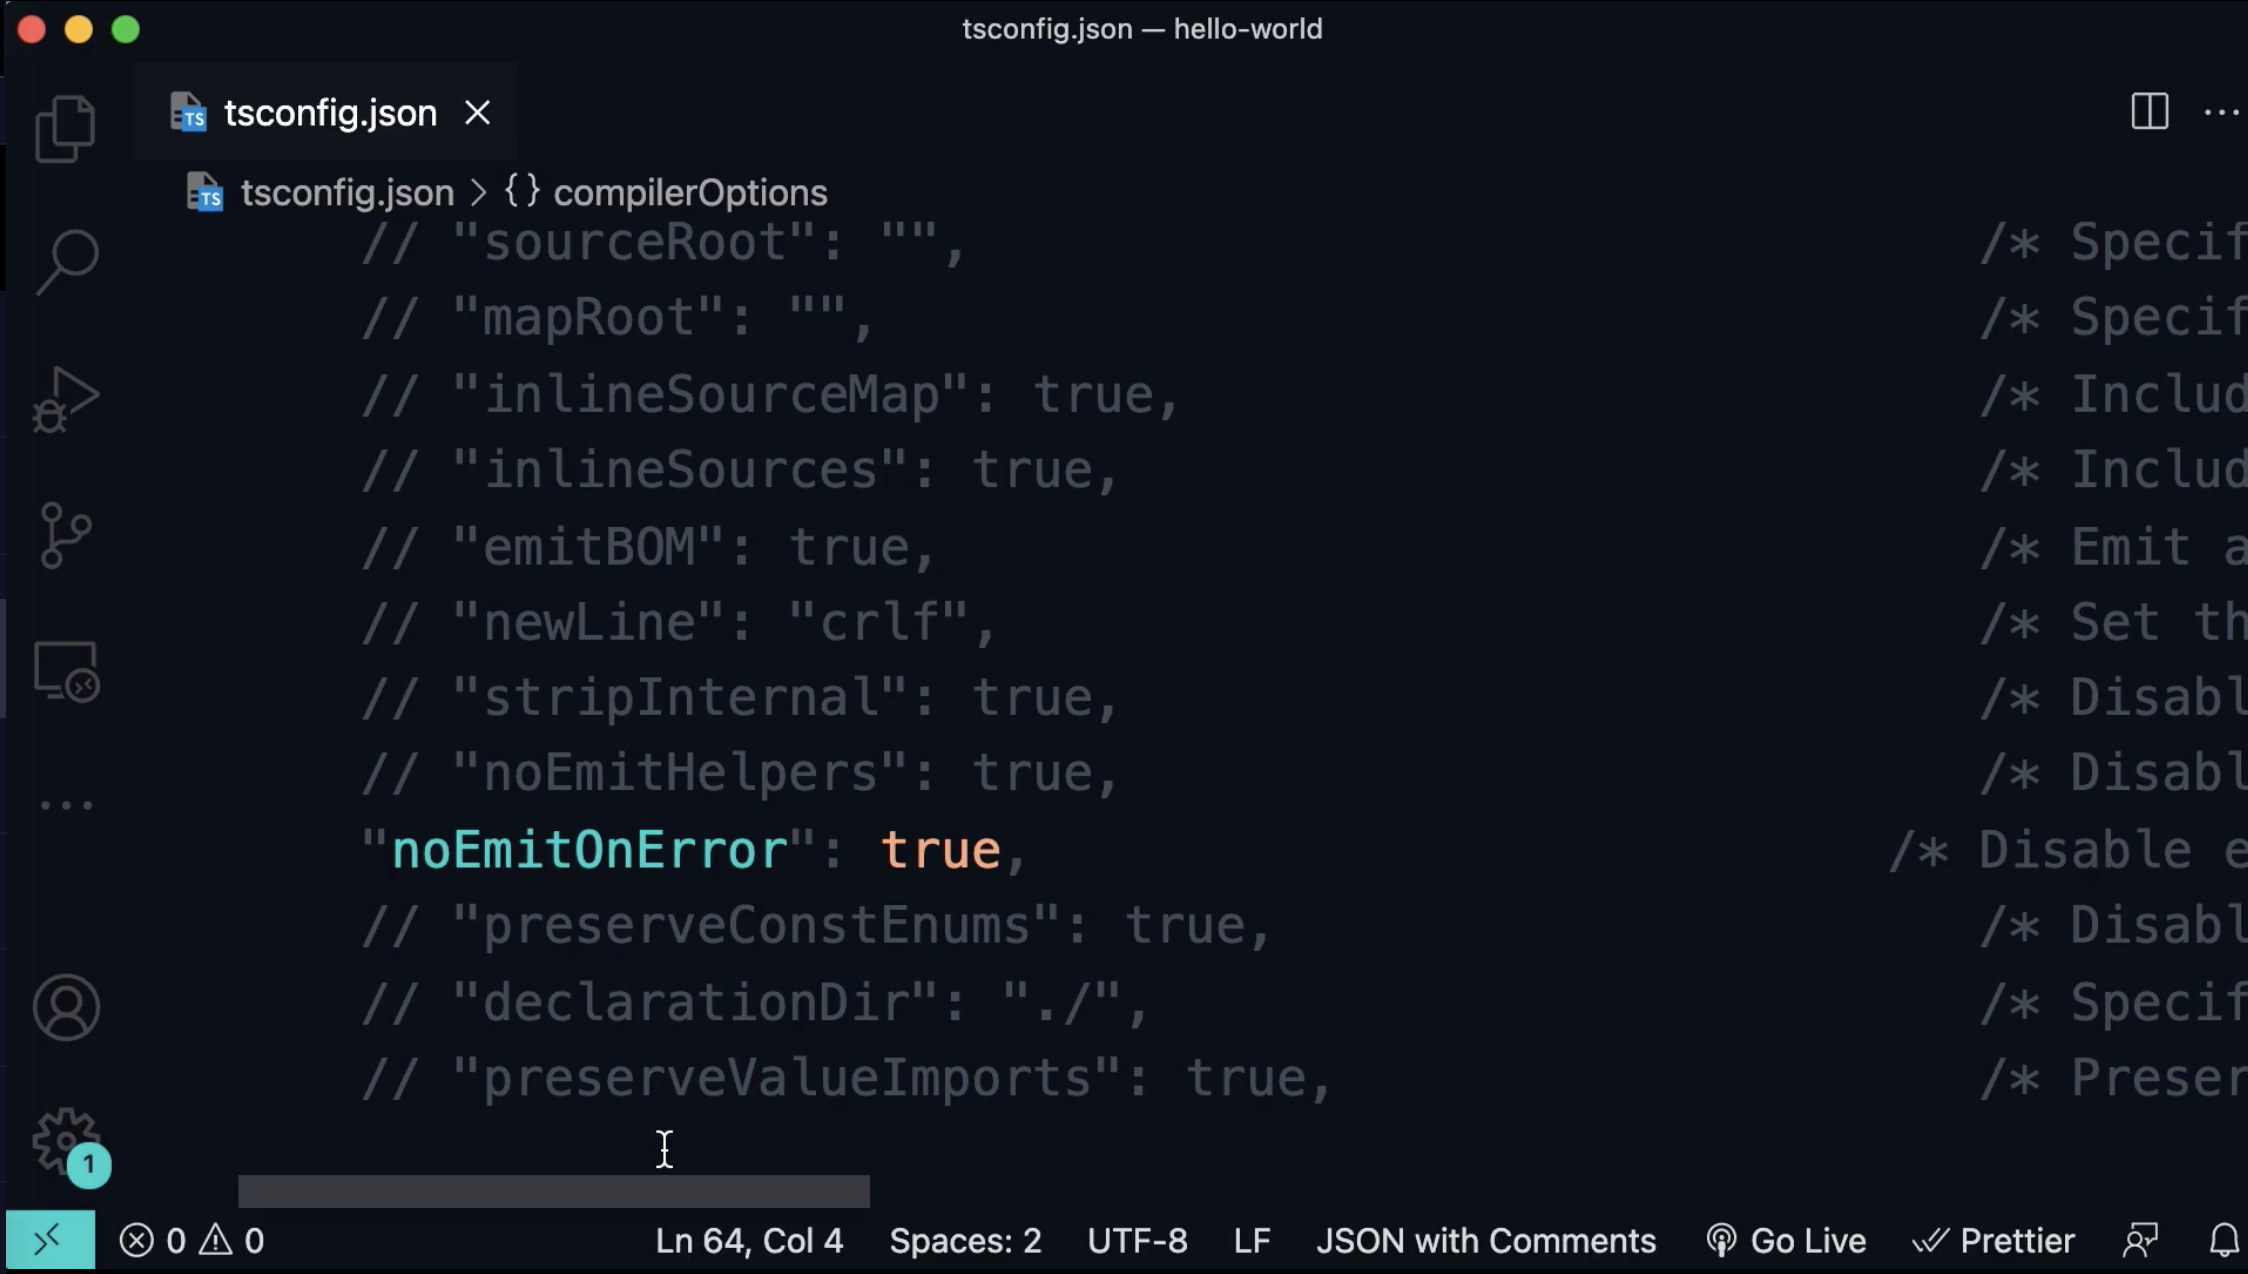 tsconfig.json — hello-world
tsconfig.json
tsconfig.json > {} compilerOptions
// "sourceRoot": "", /* Specif
// "mapRoot": "", /* Specif
// "inlineSourceMap": true, /* Includ
// "inlineSources": true, /* Includ
// "emitBOM": true, /* Emit a
// "newLine": "crlf", /* Set th
// "stripInternal": true, /* Disabl
// "noEmitHelpers": true, /* Disabl
"noEmitOnError": true, /* Disable e
// "preserveConstEnums": true, /* Disabl
// "declarationDir": "./", /* Specif
// "preserveValueImports": true, /* Preser
1
0 0 Ln 64, Col 4 Spaces: 2 UTF-8 LF JSON with Comments Go Live Prettier